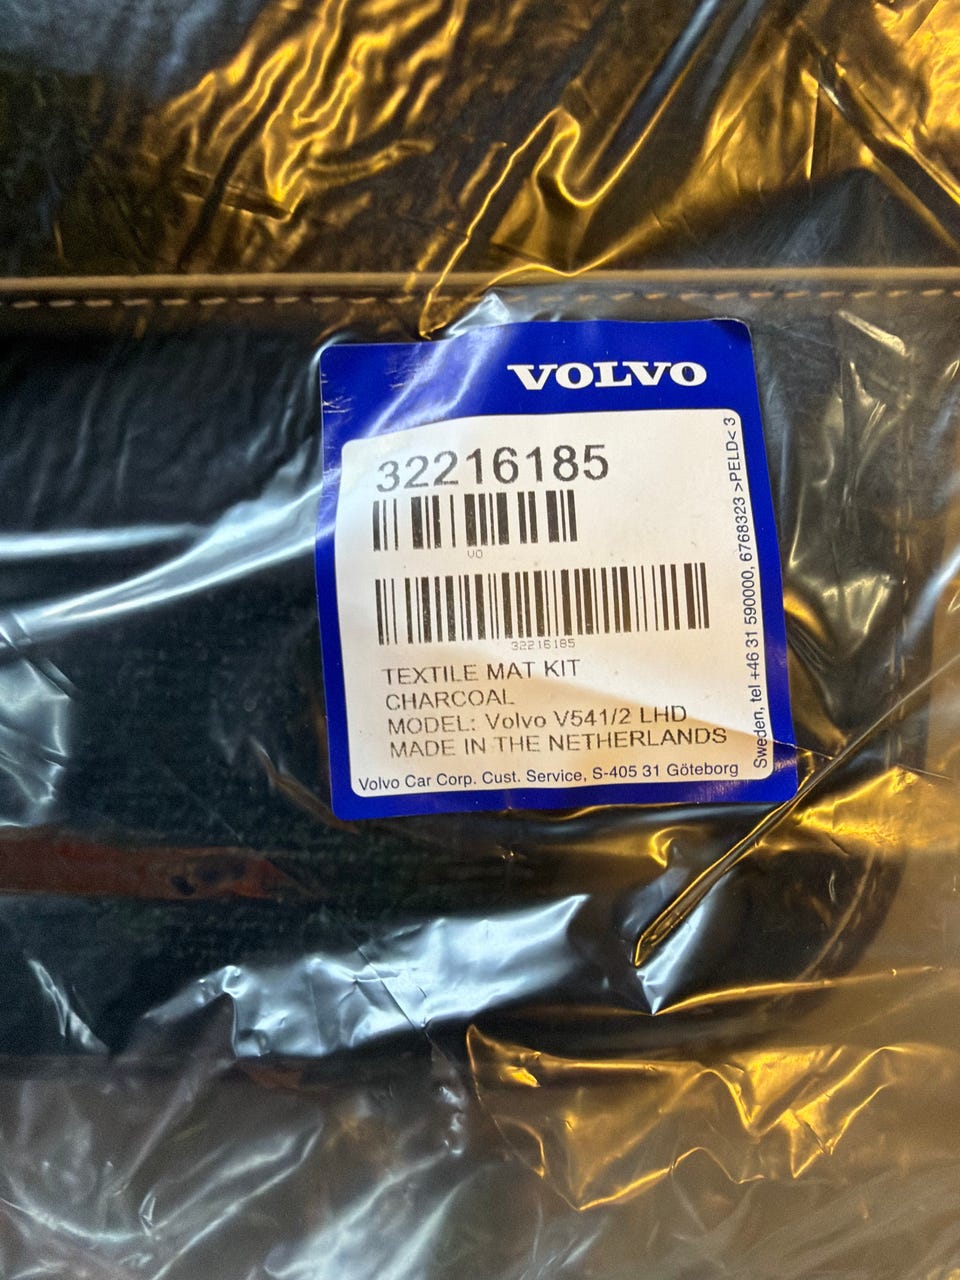 VOLVO
32216185
VO
32216185
TEXTILE MAT KIT
CHARCOAL
MODEL: Volvo V541/2 LHD
MADE IN THE NETHERLANDS
Volvo Car Corp. Cust. Service, S-405 31 Göteborg
Sweden, tel +46 31 590000, 6768323 >PELD< 3